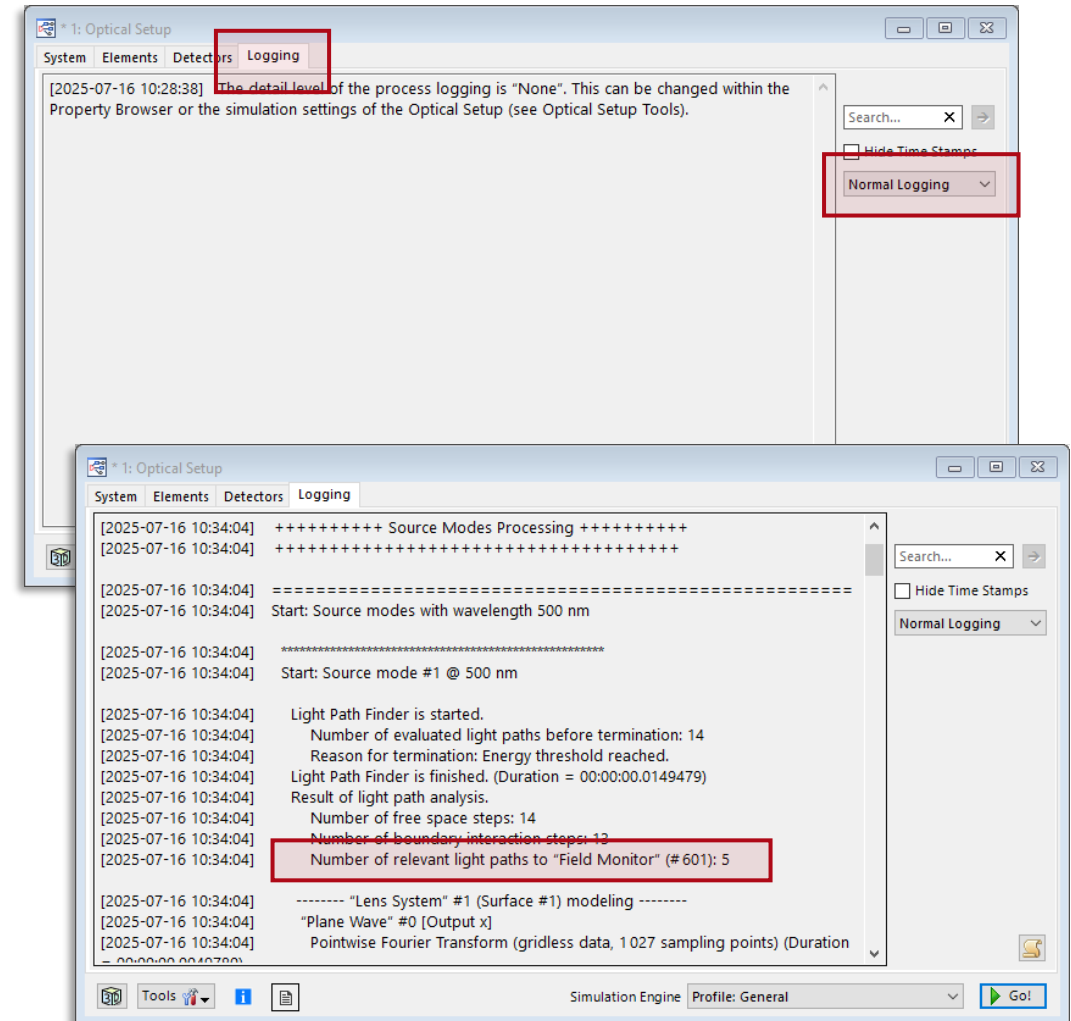 * 1: Optical Setup
System Elements Detectors Logging
[2025-07-16 10:28:38] The detail level of the process logging is “None”. This can be changed within the
Property Browser or the simulation settings of the Optical Setup (see Optical Setup Tools).
Search...
Hide Time Stamps
Normal Logging
3D
* 1: Optical Setup
System Elements Detectors Logging
[2025-07-16 10:34:04] ++++++++++ Source Modes Processing ++++++++++
[2025-07-16 10:34:04] +++++++++++++++++++++++++++++++++++++
[2025-07-16 10:34:04] =====================================================
[2025-07-16 10:34:04] Start: Source modes with wavelength 500 nm
[2025-07-16 10:34:04] *****************************************************
[2025-07-16 10:34:04] Start: Source mode #1 @ 500 nm
[2025-07-16 10:34:04] Light Path Finder is started.
[2025-07-16 10:34:04] Number of evaluated light paths before termination: 14
[2025-07-16 10:34:04] Reason for termination: Energy threshold reached.
[2025-07-16 10:34:04] Light Path Finder is finished. (Duration = 00:00:00.0149479)
[2025-07-16 10:34:04] Result of light path analysis.
[2025-07-16 10:34:04] Number of free space steps: 14
[2025-07-16 10:34:04] Number of boundary interaction steps: 13
[2025-07-16 10:34:04] Number of relevant light paths to “Field Monitor” (#601): 5
[2025-07-16 10:34:04] -------- “Lens System” #1 (Surface #1) modeling --------
[2025-07-16 10:34:04] “Plane Wave” #0 [Output x]
[2025-07-16 10:34:04] Pointwise Fourier Transform (gridless data, 1027 sampling points) (Duration
Search...
Hide Time Stamps
Normal Logging
3D Tools Simulation Engine Profile: General Go!